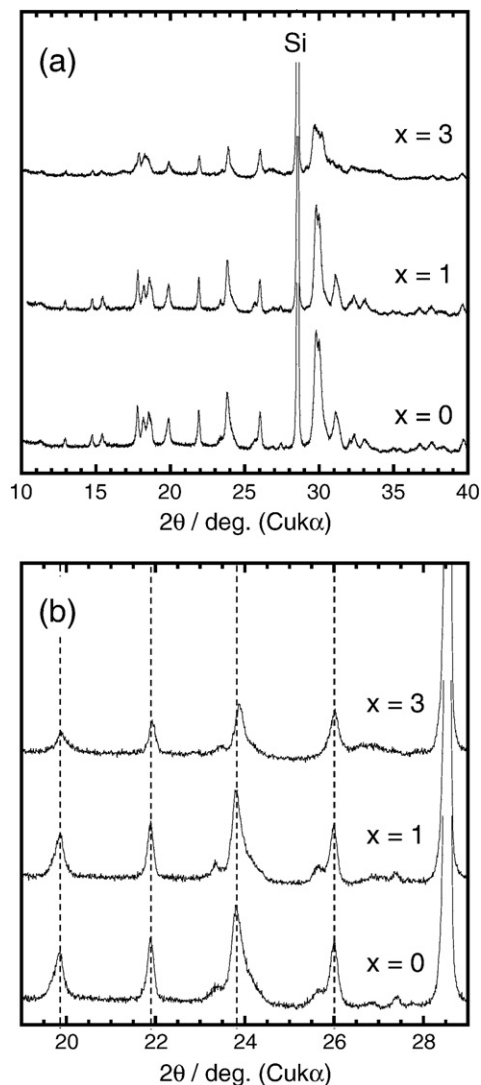 (a)
Si
x = 3
x = 1
x = 0
10 15 20 25 30 35 40
2θ / deg. (Cukα)
(b)
x = 3
x = 1
x = 0
20 22 24 26 28
2θ / deg. (Cukα)